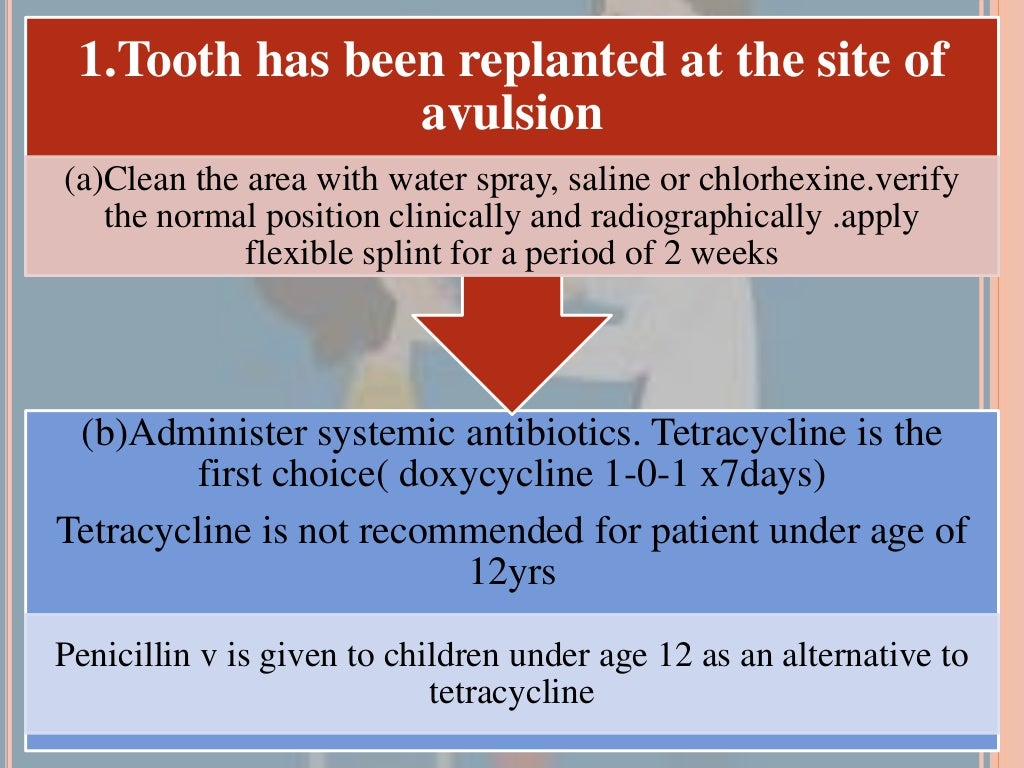 1.Tooth has been replanted at the site of
avulsion
(a)Clean the area with water spray, saline or chlorhexine.verify
the normal position clinically and radiographically .apply
flexible splint for a period of 2 weeks
(b)Administer systemic antibiotics. Tetracycline is the
first choice( doxycycline 1-0-1 x7days)
Tetracycline is not recommended for patient under age of
12yrs
Penicillin v is given to children under age 12 as an alternative to
tetracycline